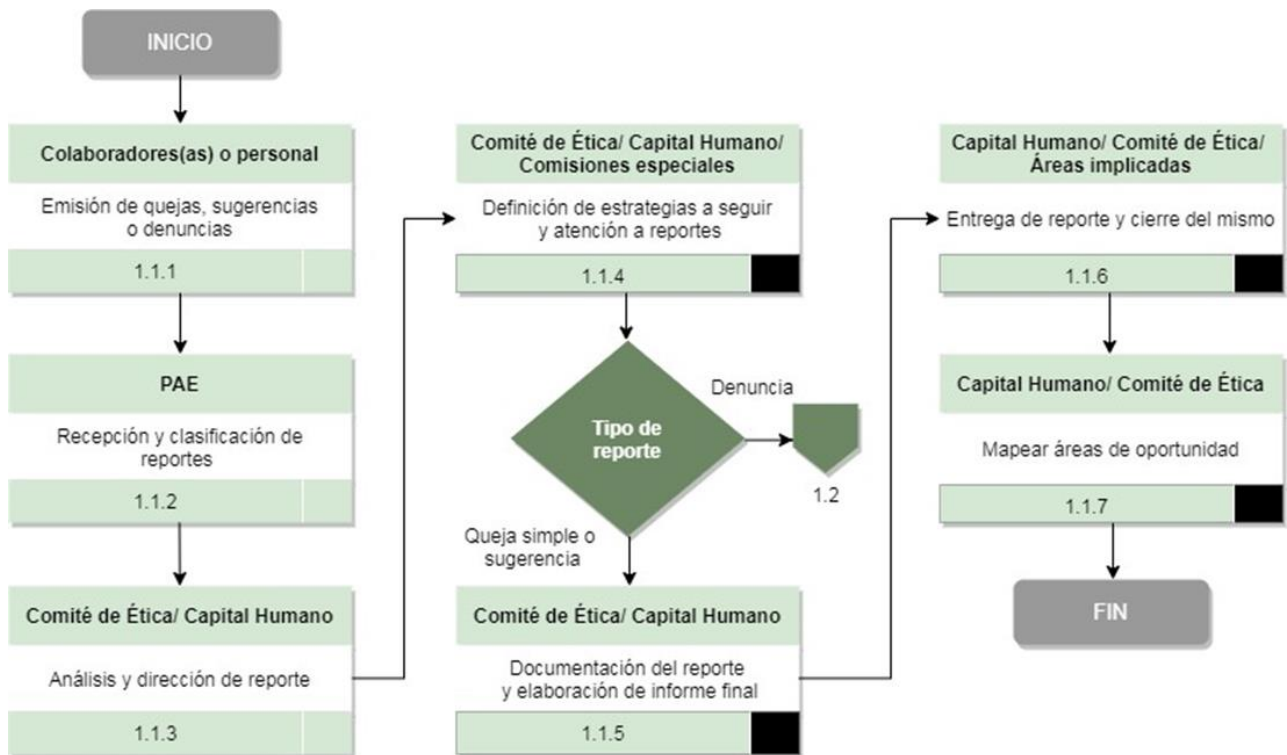 INICIO
Colaboradores(as) o personal
Emisión de quejas, sugerencias
o denuncias
1.1.1
PAE
Recepción y clasificación de
reportes
1.1.2
Comité de Ética/ Capital Humano
Análisis y dirección de reporte
1.1.3
Comité de Ética/ Capital Humano/
Comisiones especiales
Definición de estrategias a seguir
y atención a reportes
1.1.4
Tipo de
reporte
Denuncia
1.2
Queja simple o
sugerencia
Comité de Ética/ Capital Humano
Documentación del reporte
y elaboración de informe final
1.1.5
Capital Humano/ Comité de Ética/
Áreas implicadas
Entrega de reporte y cierre del mismo
1.1.6
Capital Humano/ Comité de Ética
Mapear áreas de oportunidad
1.1.7
FIN